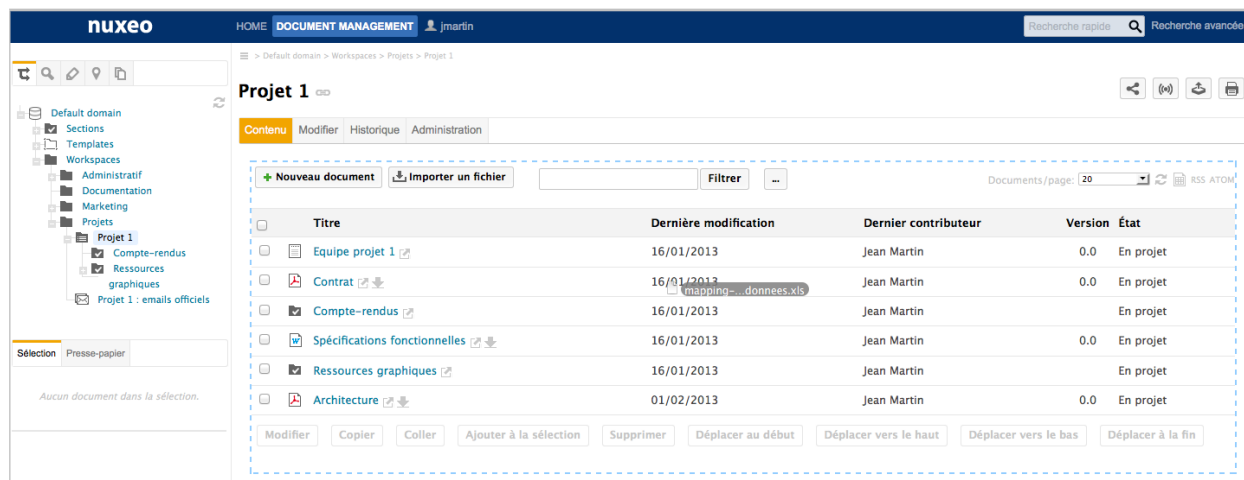 nuxeo HOME DOCUMENT MANAGEMENT jmartin Recherche rapide Recherche avancée
> Default domain > Workspaces > Projets > Projet 1
Projet 1
Contenu Modifier Historique Administration
Default domain
Sections
Templates
Workspaces
Administratif
Documentation
Marketing
Projets
Projet 1
Compte-rendus
Ressources
graphiques
Projet 1 : emails officiels
Sélection Presse-papier
Aucun document dans la sélection.
+ Nouveau document Importer un fichier Filtrer ... Documents/page: 20 RSS ATOM
Titre Dernière modification Dernier contributeur Version État
Equipe projet 1 16/01/2013 Jean Martin 0.0 En projet
Contrat 16/01/2013 Jean Martin 0.0 En projet
mapping-...donnees.xls
Compte-rendus 16/01/2013 Jean Martin En projet
Spécifications fonctionnelles 16/01/2013 Jean Martin 0.0 En projet
Ressources graphiques 16/01/2013 Jean Martin En projet
Architecture 01/02/2013 Jean Martin 0.0 En projet
Modifier Copier Coller Ajouter à la sélection Supprimer Déplacer au début Déplacer vers le haut Déplacer vers le bas Déplacer à la fin